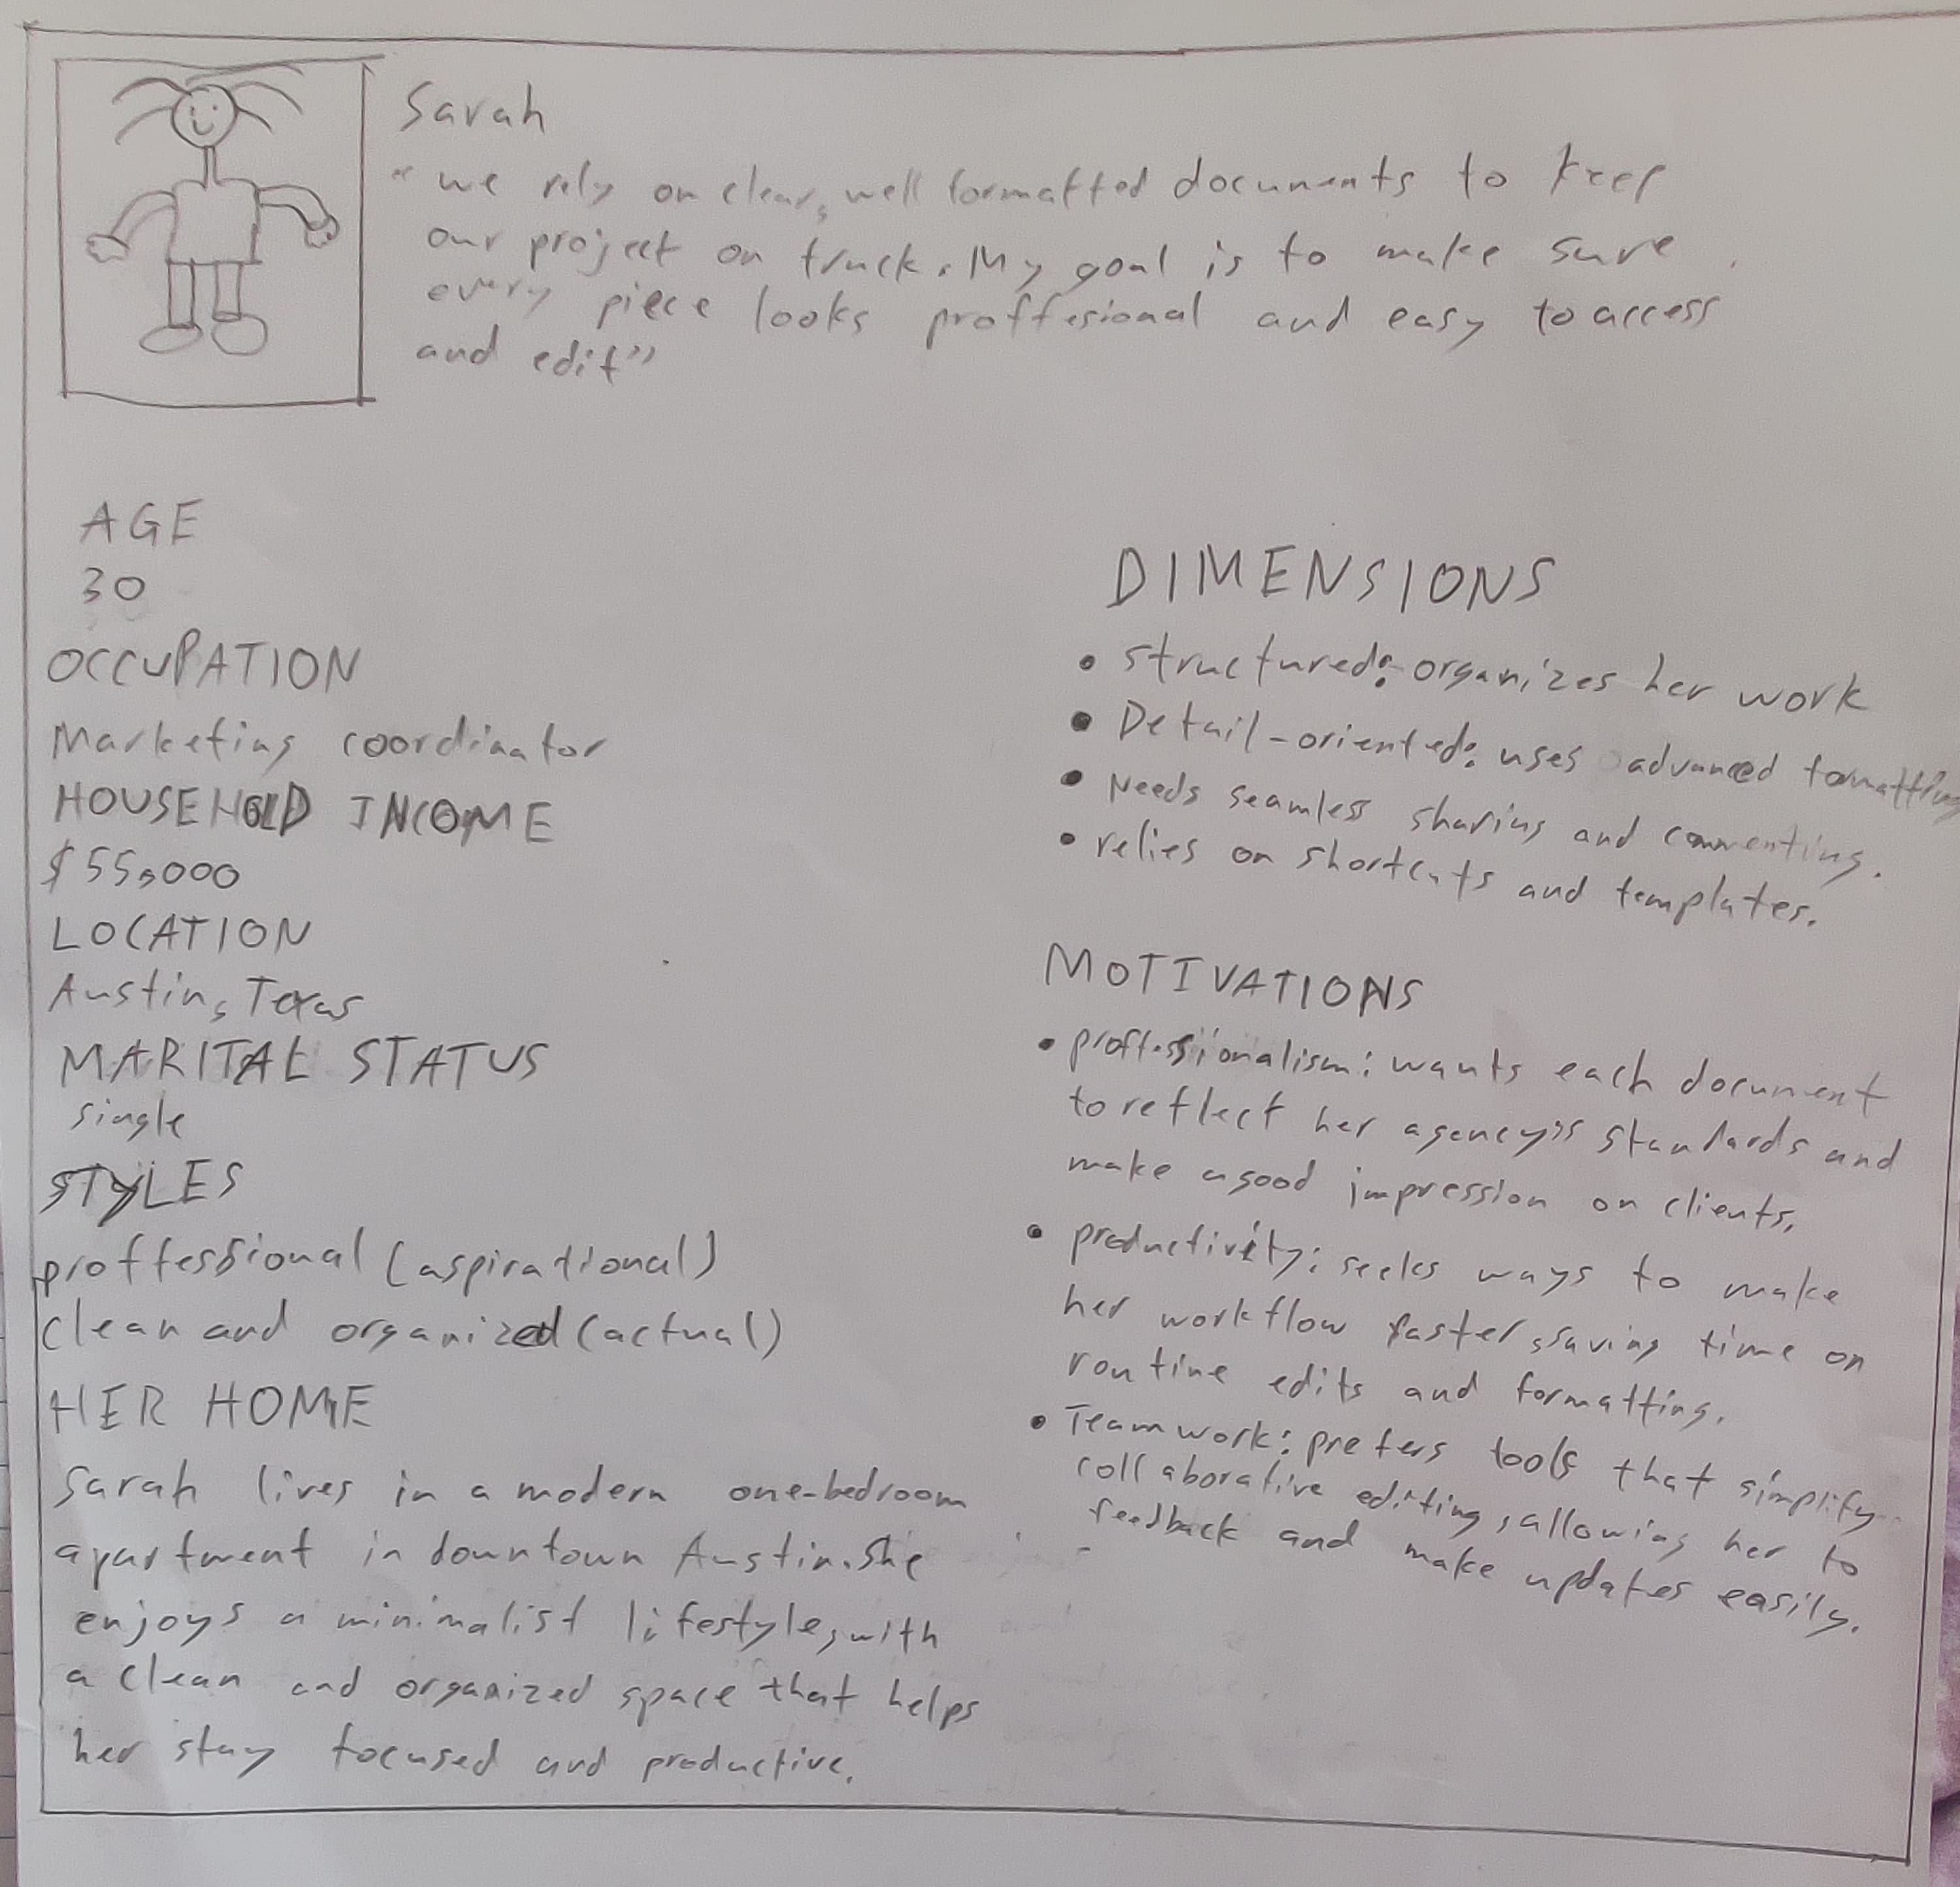 Sarah
"we rely on clear, well formatted documents to keep
our project on track. My goal is to make sure
every piece looks proffesional and easy to access
and edit"
AGE
30
OCCUPATION
Marketing coordinator
HOUSEHOLD INCOME
$55,000
LOCATION
Austin, Texas
MARITAL STATUS
single
STYLES
proffessional (aspirational)
clean and organized (actual)
HER HOME
Sarah lives in a modern one-bedroom
apartment in downtown Austin. She
enjoys a minimalist lifestyle, with
a clean and organized space that helps
her stay focused and productive.
DIMENSIONS
• structured: organizes her work
• Detail-oriented: uses advanced formatting
• Needs seamless sharing and commenting.
• relies on shortcuts and templates.
MOTIVATIONS
• proffessionalism: wants each document
to reflect her agency's standards and
make a good impression on clients,
• productivity: seeks ways to make
her workflow faster, saving time on
routine edits and formatting.
• Teamwork: prefers tools that simplify
collaborative editing, allowing her to
feedback and make updates easily.